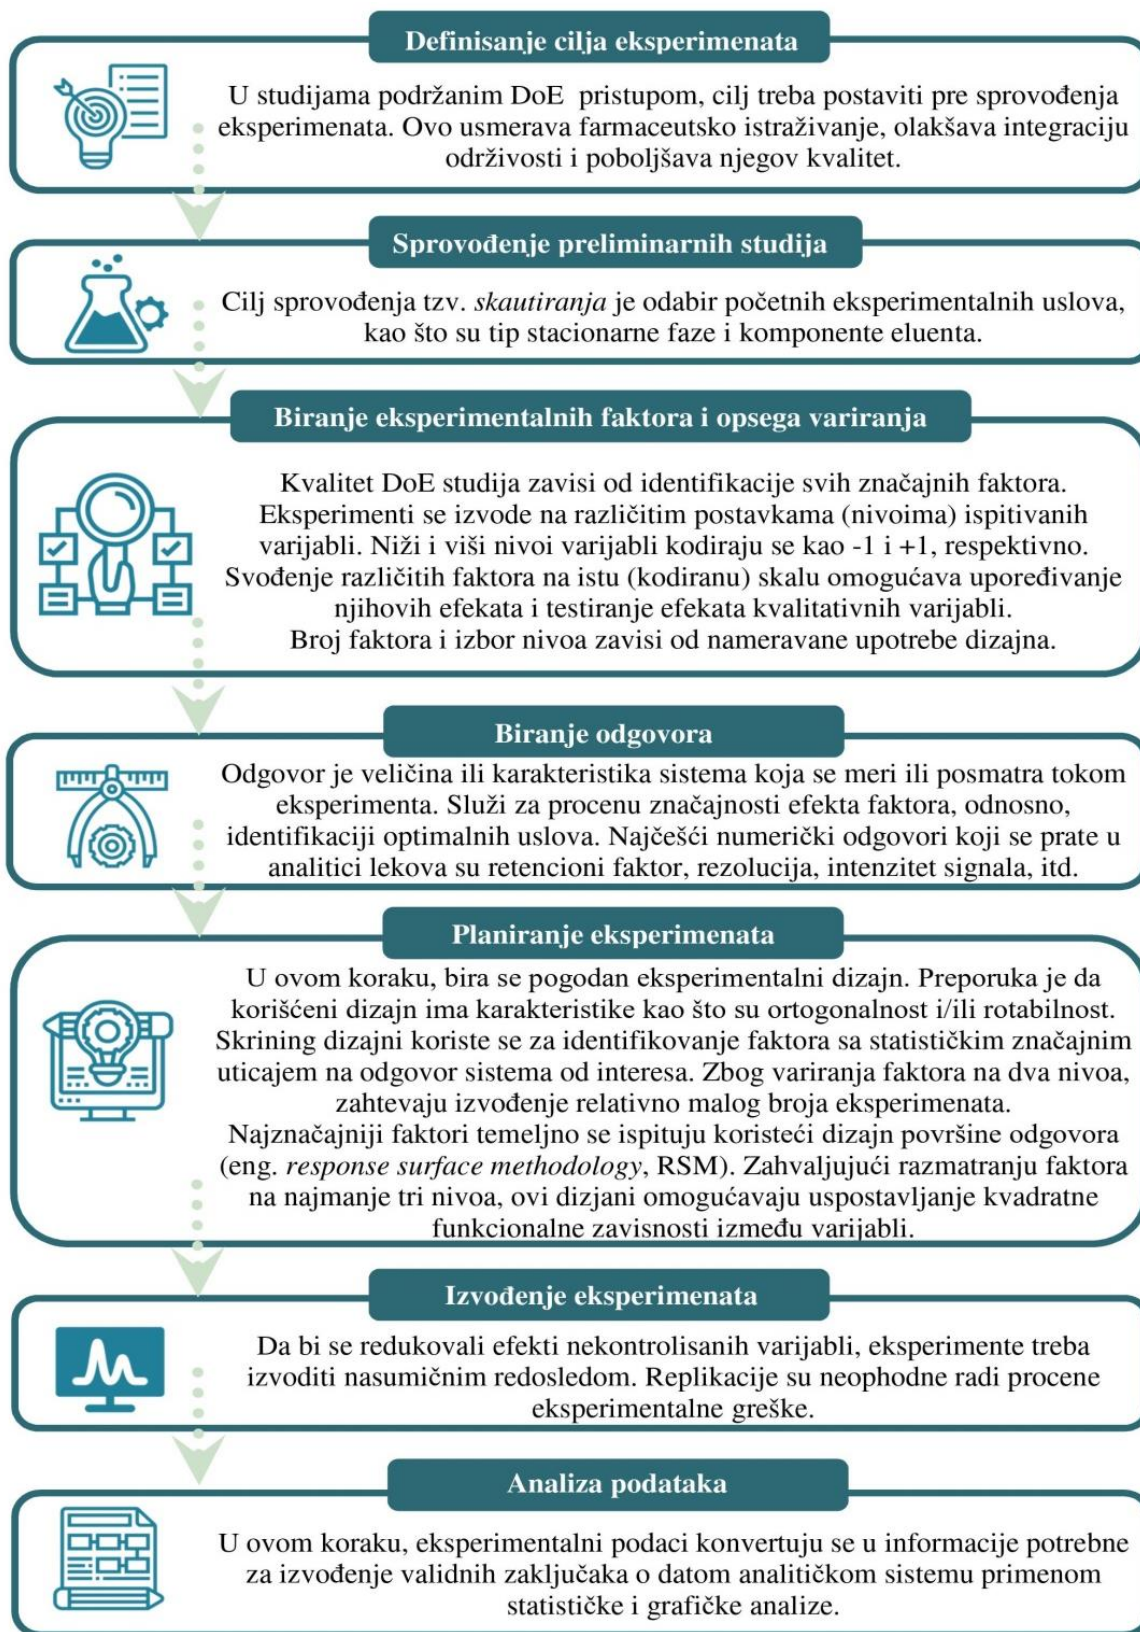 Definisanje cilja eksperimenata
U studijama podržanim DoE pristupom, cilj treba postaviti pre sprovođenja
eksperimenata. Ovo usmerava farmaceutsko istraživanje, olakšava integraciju
održivosti i poboljšava njegov kvalitet.
Sprovođenje preliminarnih studija
Cilj sprovođenja tzv. skautiranja je odabir početnih eksperimentalnih uslova,
kao što su tip stacionarne faze i komponente eluenta.
Biranje eksperimentalnih faktora i opsega variranja
Kvalitet DoE studija zavisi od identifikacije svih značajnih faktora.
Eksperimenti se izvode na različitim postavkama (nivoima) ispitivanih
varijabli. Niži i viši nivoi varijabli kodiraju se kao -1 i +1, respektivno.
Svođenje različitih faktora na istu (kodiranu) skalu omogućava upoređivanje
njihovih efekata i testiranje efekata kvalitativnih varijabli.
Broj faktora i izbor nivoa zavisi od nameravane upotrebe dizajna.
Biranje odgovora
Odgovor je veličina ili karakteristika sistema koja se meri ili posmatra tokom
eksperimenta. Služi za procenu značajnosti efekta faktora, odnosno,
identifikaciji optimalnih uslova. Najčešći numerički odgovori koji se prate u
analitici lekova su retencioni faktor, rezolucija, intenzitet signala, itd.
Planiranje eksperimenata
U ovom koraku, bira se pogodan eksperimentalni dizajn. Preporuka je da
korišćeni dizajn ima karakteristike kao što su ortogonalnost i/ili rotabilnost.
Skrining dizajni koriste se za identifikovanje faktora sa statističkim značajnim
uticajem na odgovor sistema od interesa. Zbog variranja faktora na dva nivoa,
zahtevaju izvođenje relativno malog broja eksperimenata.
Najznačajniji faktori temeljno se ispituju koristeći dizajn površine odgovora
(eng. response surface methodology, RSM). Zahvaljujući razmatranju faktora
na najmanje tri nivoa, ovi dizjani omogućavaju uspostavljanje kvadratne
funkcionalne zavisnosti između varijabli.
Izvođenje eksperimenata
Da bi se redukovali efekti nekontrolisanih varijabli, eksperimente treba
izvoditi nasumičnim redosledom. Replikacije su neophodne radi procene
eksperimentalne greške.
Analiza podataka
U ovom koraku, eksperimentalni podaci konvertuju se u informacije potrebne
za izvođenje validnih zaključaka o datom analitičkom sistemu primenom
statističke i grafičke analize.